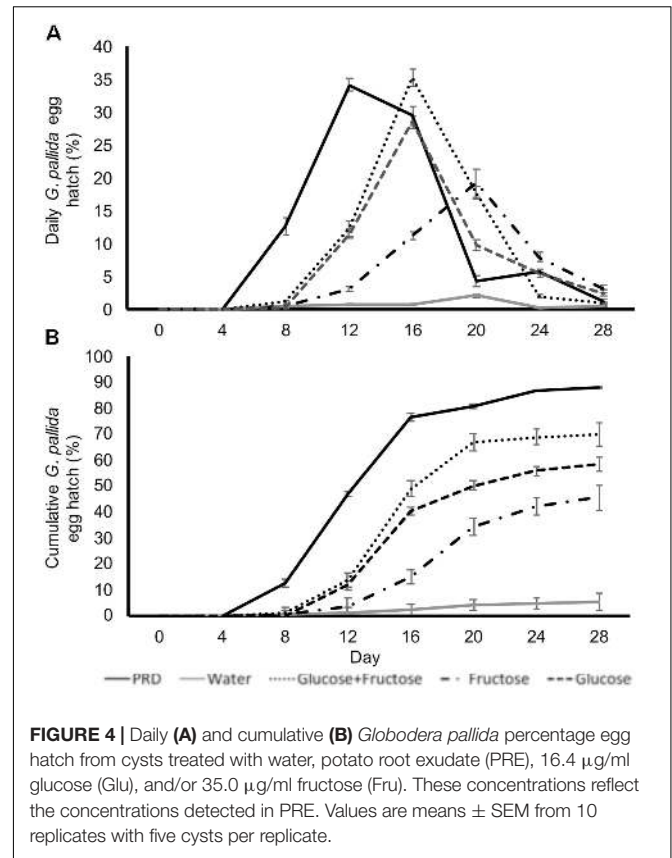 A
Daily G. pallida egg
hatch (%)
40
35
30
25
20
15
10
5
0
0 4 8 12 16 20 24 28
B
Cumulative G. pallida
egg hatch (%)
100
90
80
70
60
50
40
30
20
10
0
0 4 8 12 16 20 24 28
Day
PRD Water Glucose+Fructose Fructose Glucose
FIGURE 4 | Daily (A) and cumulative (B) Globodera pallida percentage egg
hatch from cysts treated with water, potato root exudate (PRE), 16.4 μg/ml
glucose (Glu), and/or 35.0 μg/ml fructose (Fru). These concentrations reflect
the concentrations detected in PRE. Values are means ± SEM from 10
replicates with five cysts per replicate.